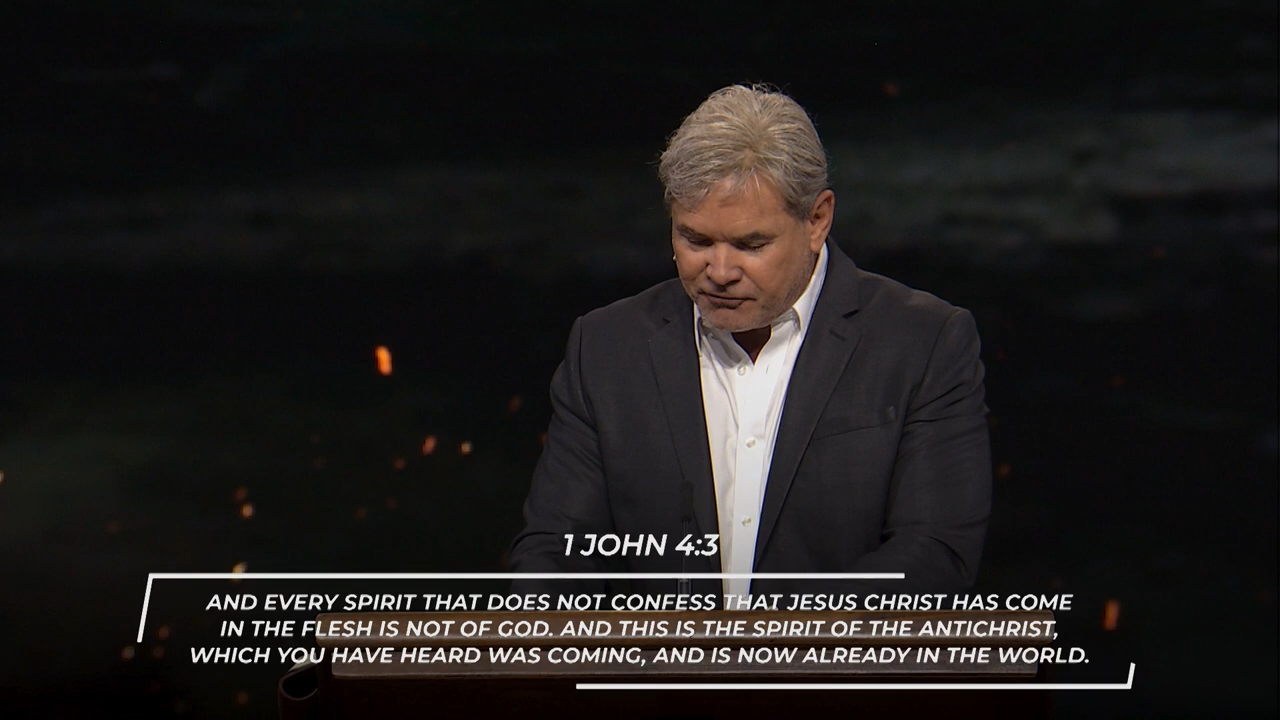 1 JOHN 4:3
AND EVERY SPIRIT THAT DOES NOT CONFESS THAT JESUS CHRIST HAS COME
IN THE FLESH IS NOT OF GOD. AND THIS IS THE SPIRIT OF THE ANTICHRIST,
WHICH YOU HAVE HEARD WAS COMING, AND IS NOW ALREADY IN THE WORLD.